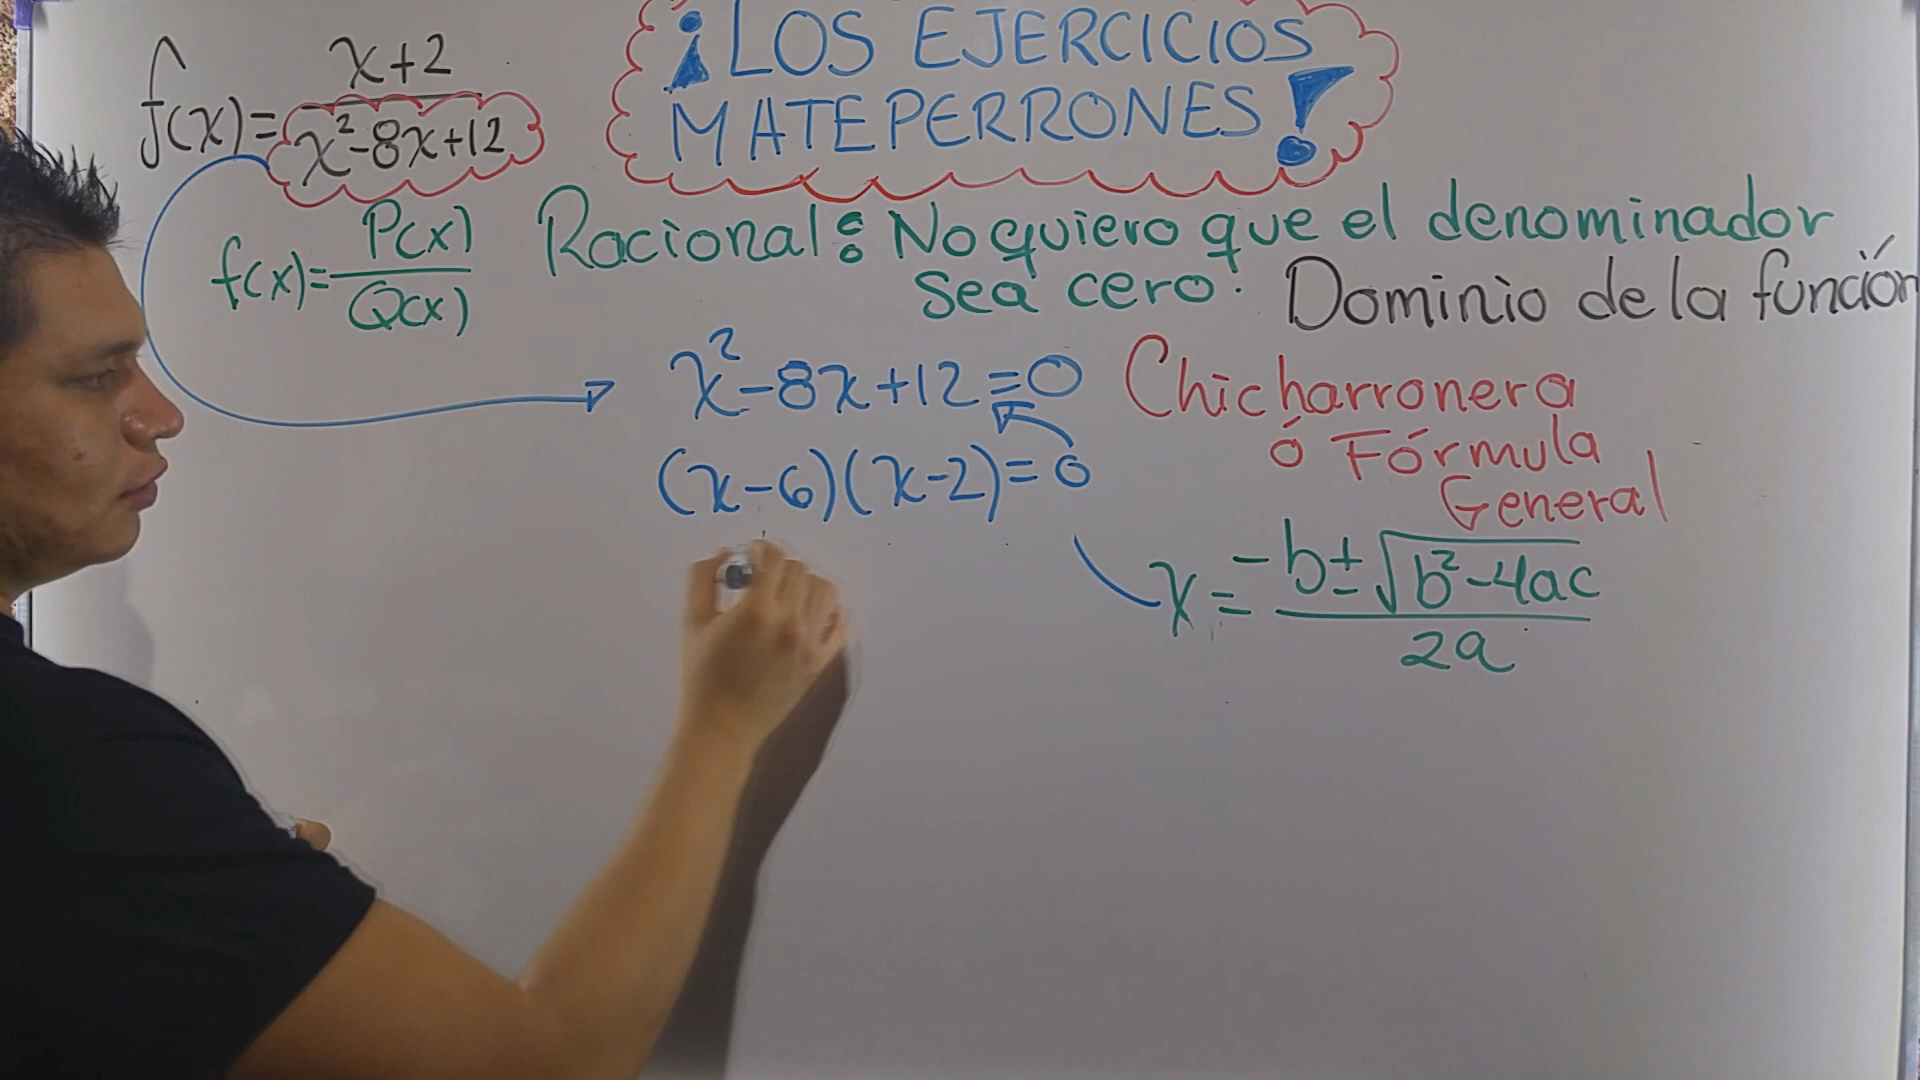 ¡LOS EJERCICIOS
MATEPERRONES!
f(x)=
x+2
x²-8x+12
f(x)=
P(x)
Q(x)
Racional: No quiero que el denominador
sea cero.
Dominio de la función
x²-8x+12=0
(x-6)(x-2)=0
Chicharronera
ó Fórmula
General
x=
-b±√b²-4ac
2a